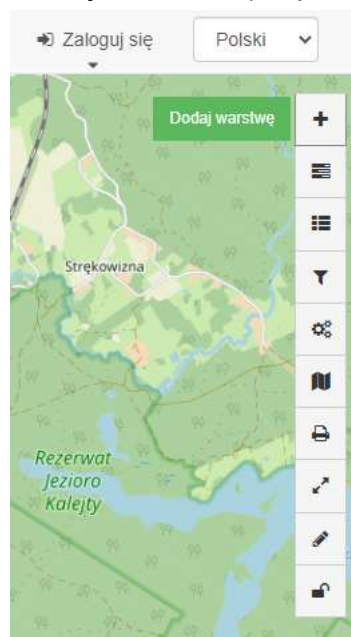 Zaloguj się
Polski
Dodaj warstwę
Strękowizna
Rezerwat
Jezioro
Kalejty